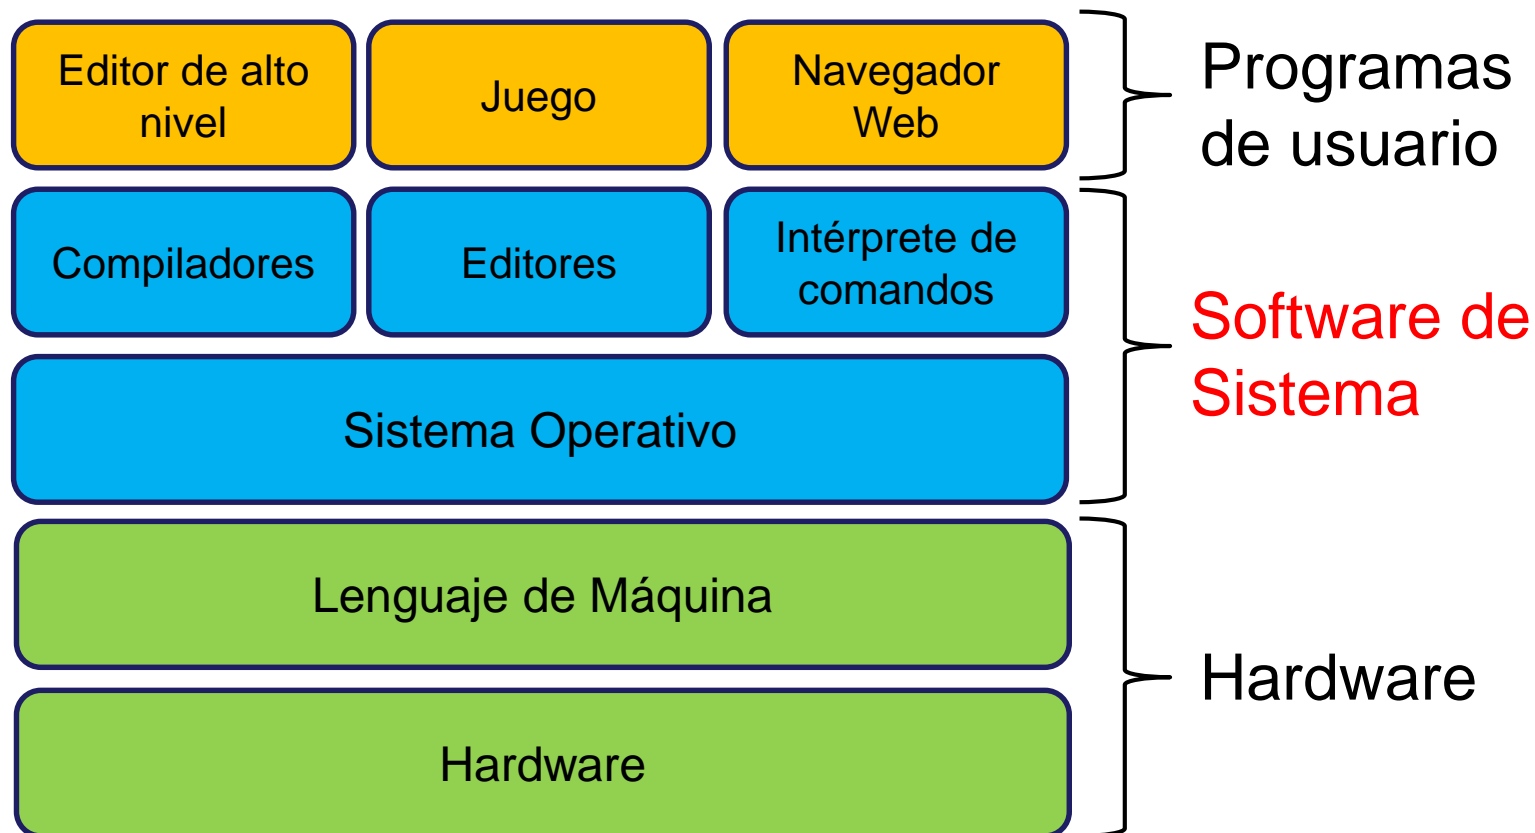 Editor de alto
nivel
Juego
Navegador
Web
Programas
de usuario
Compiladores
Editores
Intérprete de
comandos
Software de
Sistema
Sistema Operativo
Lenguaje de Máquina
Hardware
Hardware